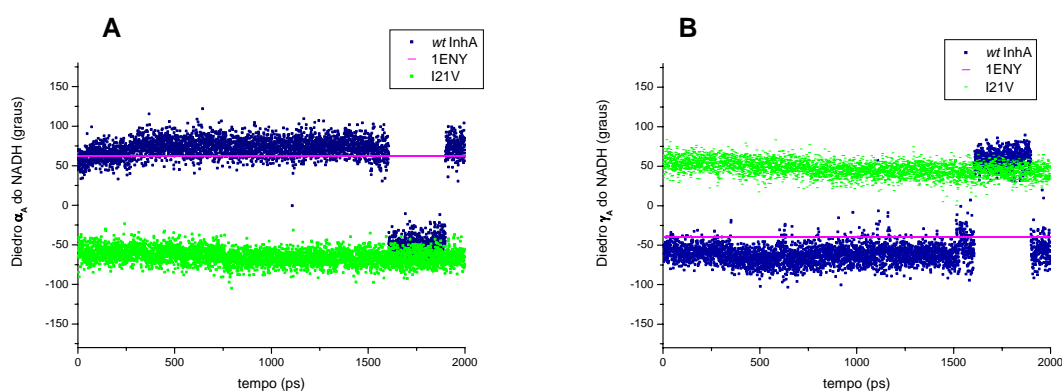 A
wt InhA
1ENY
I21V
Diedro αA do NADH (graus)
150
100
50
0
-50
-100
-150
0
500
1000
1500
2000
tempo (ps)
B
wt InhA
1ENY
I21V
Diedro γA do NADH (graus)
150
100
50
0
-50
-100
-150
0
500
1000
1500
2000
tempo (ps)